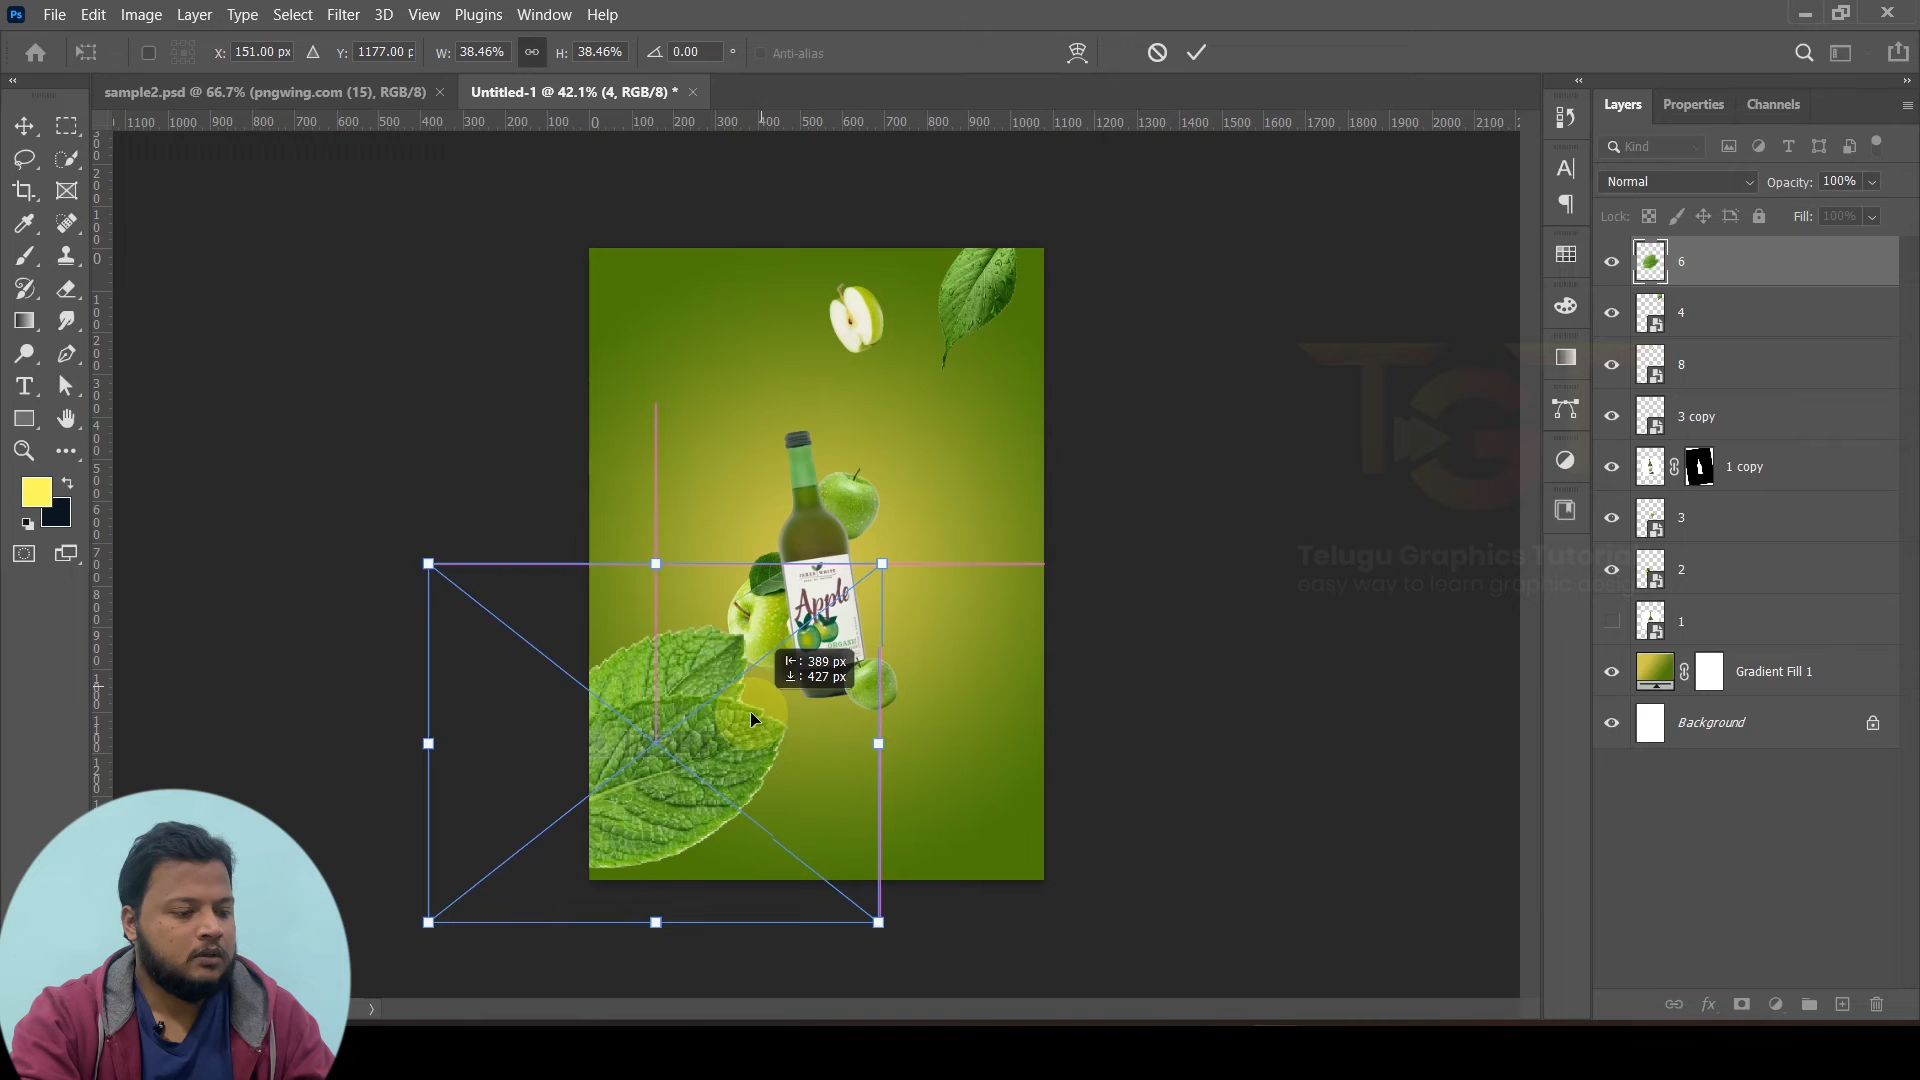 Ps File Edit Image Layer Type Select Filter 3D View Plugins Window Help
X: 151.00 px Y: 1177.00 p W: 38.46% H: 38.46% 0.00 ° Anti-alias
sample2.psd @ 66.7% (pngwing.com (15), RGB/8) × Untitled-1 @ 42.1% (4, RGB/8) * ×
1100 1000 900 800 700 600 500 400 300 200 100 0 100 200 300 400 500 600 700 800 900 1000 1100 1200 1300 1400 1500 1600 1700 1800 1900 2000 2100
Layers Properties Channels
Kind
Normal Opacity: 100%
Lock: Fill: 100%
6
4
8
3 copy
1 copy
3
2
1
Gradient Fill 1
Background
TGT
Telugu Graphics Tutori
easy way to learn graphic desig
Apple
ORGANIC
: 389 px
: 427 px